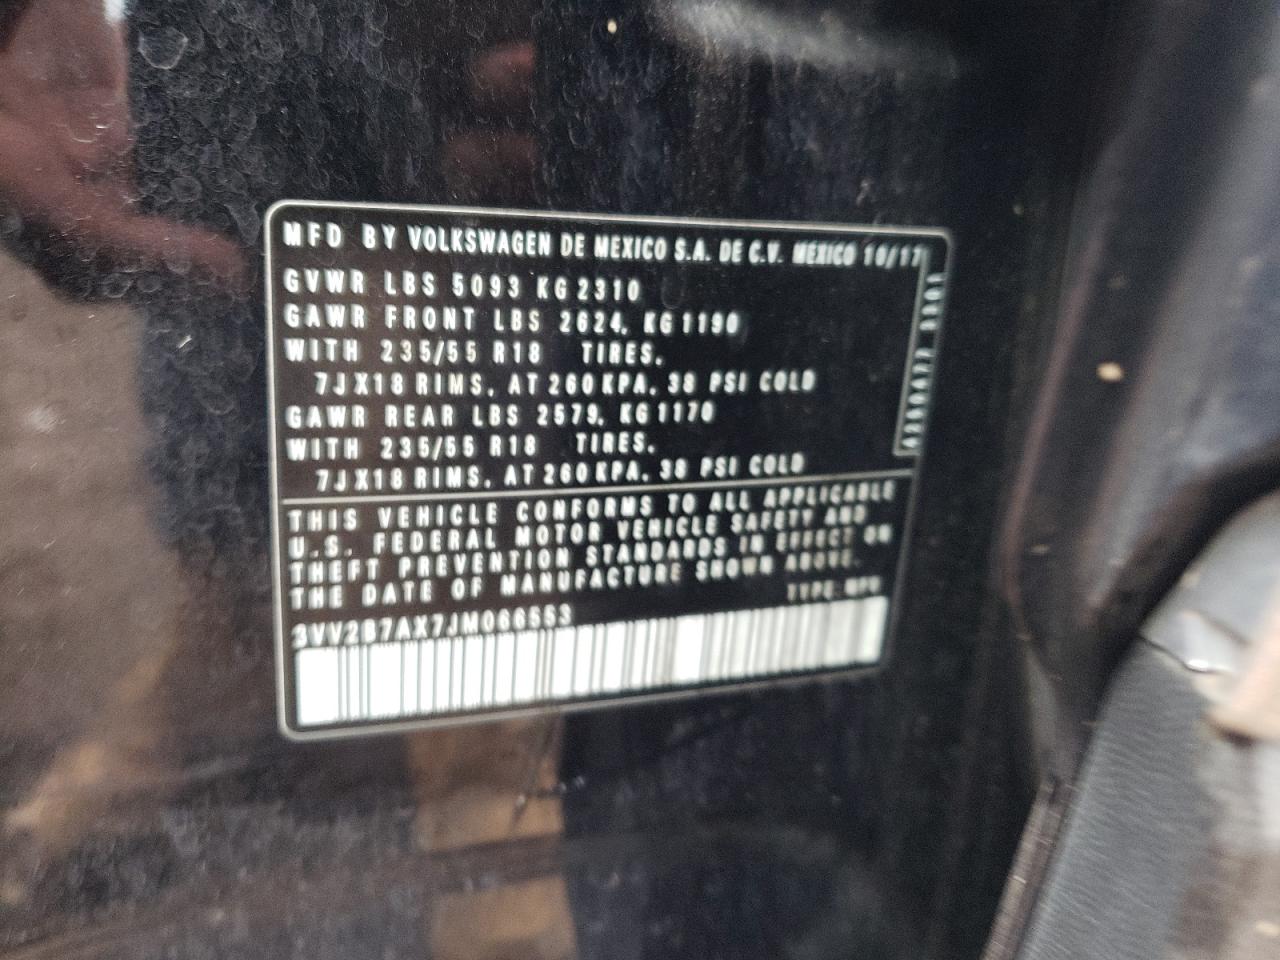 MFD BY VOLKSWAGEN DE MEXICO S.A. DE C.V. MEXICO 10/17
GVWR LBS 5093 KG 2310
GAWR FRONT LBS 2624, KG 1190
WITH 235/55 R18 TIRES,
7JX18 RIMS, AT 260 KPA, 38 PSI COLD
GAWR REAR LBS 2579, KG 1170
WITH 235/55 R18 TIRES,
7JX18 RIMS, AT 260 KPA, 38 PSI COLD
THIS VEHICLE CONFORMS TO ALL APPLICABLE
U.S. FEDERAL MOTOR VEHICLE SAFETY AND
THEFT PREVENTION STANDARDS IN EFFECT ON
THE DATE OF MANUFACTURE SHOWN ABOVE.
TYPE: MPV
3VV2B7AX7JM066553